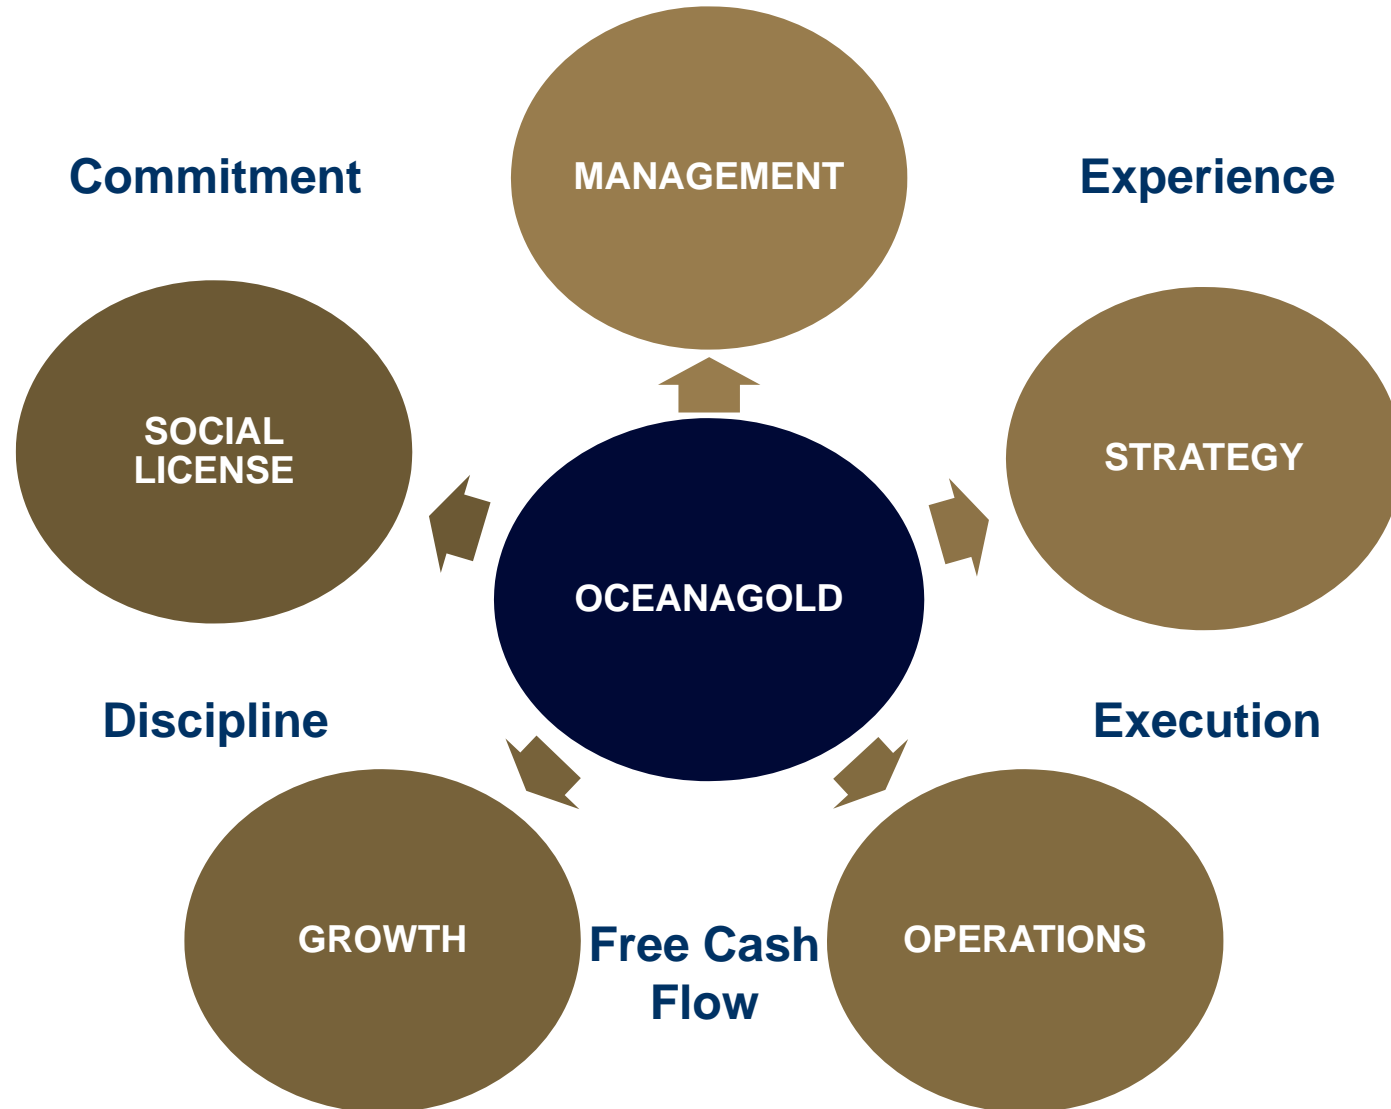 MANAGEMENT
Commitment
Experience
SOCIAL
LICENSE
STRATEGY
OCEANAGOLD
Discipline
Execution
GROWTH
Free Cash
Flow
OPERATIONS